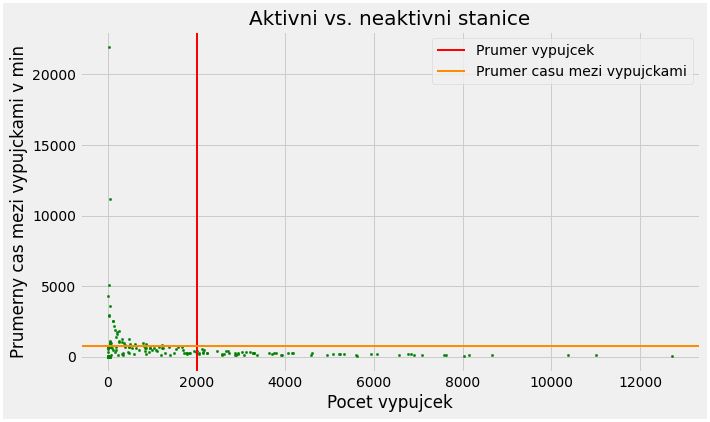 Aktivni vs. neaktivni stanice
Prumer vypujcek
Prumer casu mezi vypujckami
Prumerny cas mezi vypujckami v min
20000
15000
10000
5000
0
0 2000 4000 6000 8000 10000 12000
Pocet vypujcek